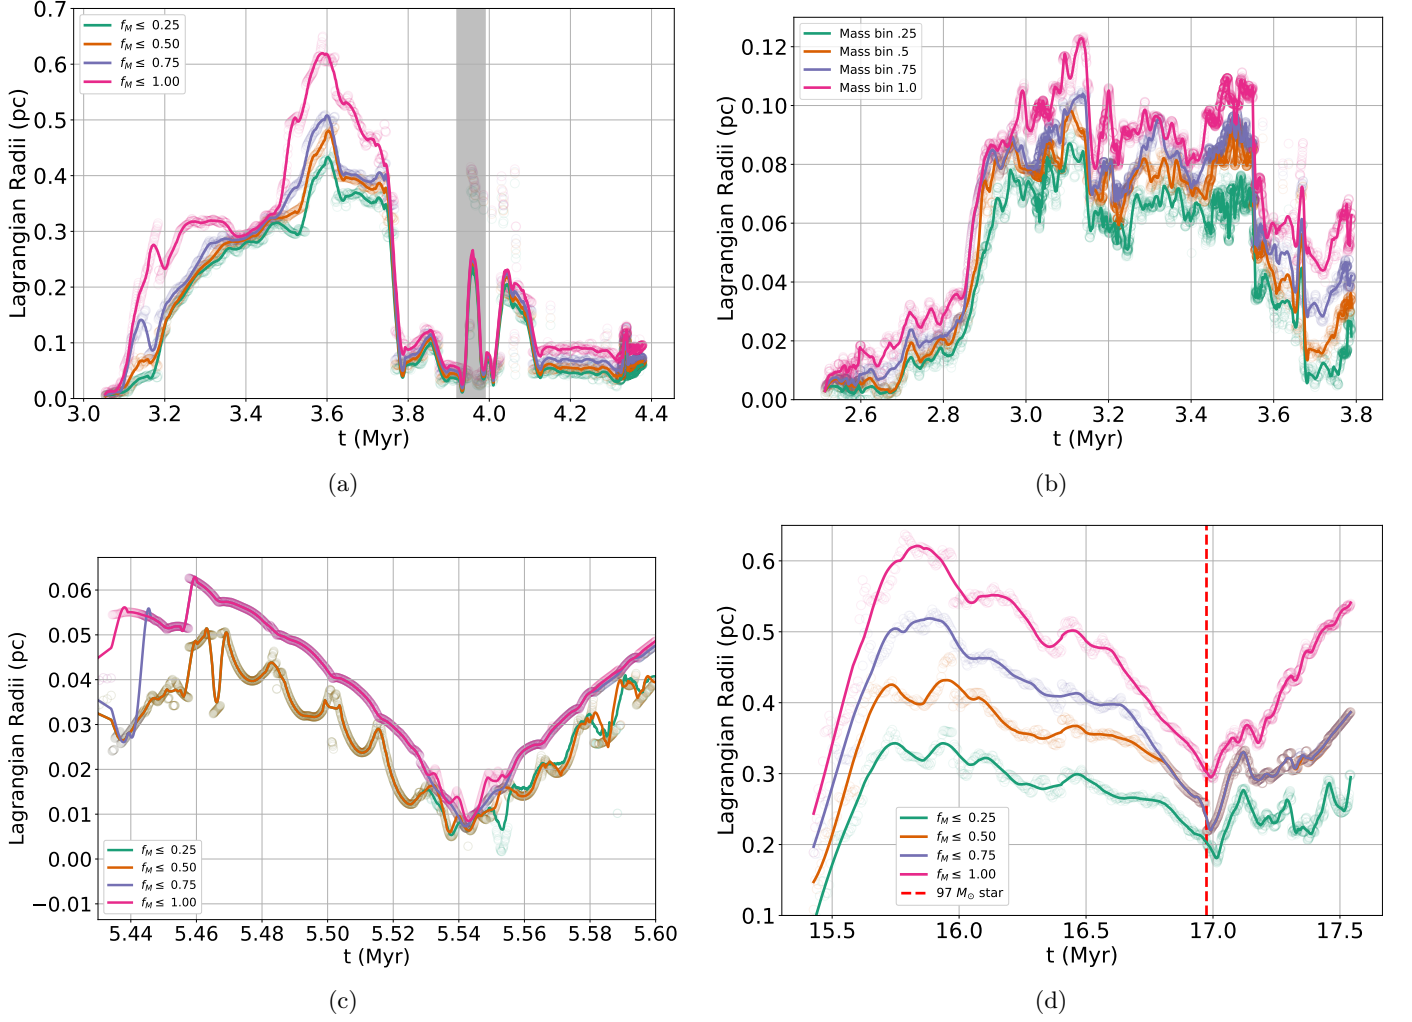 0.7
0.6
0.5
0.4
0.3
0.2
0.1
0.0
Lagrangian Radii (pc)
f_M ≤ 0.25
f_M ≤ 0.50
f_M ≤ 0.75
f_M ≤ 1.00
3.0 3.2 3.4 3.6 3.8 4.0 4.2 4.4
t (Myr)
(a)
0.12
0.10
0.08
0.06
0.04
0.02
0.00
Lagrangian Radii (pc)
Mass bin .25
Mass bin .5
Mass bin .75
Mass bin 1.0
2.6 2.8 3.0 3.2 3.4 3.6 3.8
t (Myr)
(b)
0.06
0.05
0.04
0.03
0.02
0.01
0.00
−0.01
Lagrangian Radii (pc)
f_M ≤ 0.25
f_M ≤ 0.50
f_M ≤ 0.75
f_M ≤ 1.00
5.44 5.46 5.48 5.50 5.52 5.54 5.56 5.58 5.60
t (Myr)
(c)
0.6
0.5
0.4
0.3
0.2
0.1
Lagrangian Radii (pc)
f_M ≤ 0.25
f_M ≤ 0.50
f_M ≤ 0.75
f_M ≤ 1.00
97 M⊙ star
15.5 16.0 16.5 17.0 17.5
t (Myr)
(d)